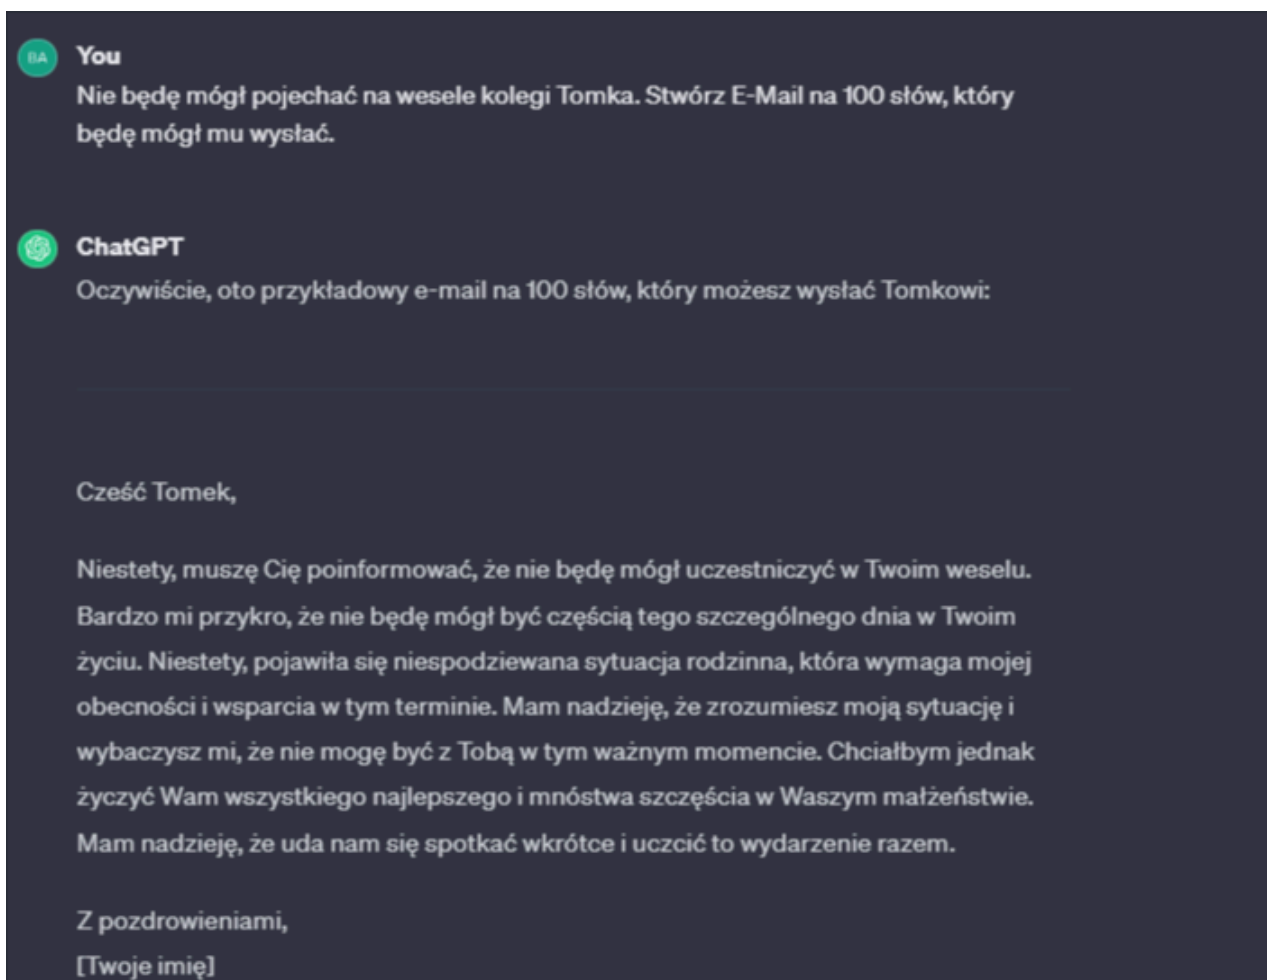 BA
You
Nie będę mógł pojechać na wesele kolegi Tomka. Stwórz E-Mail na 100 słów, który
będę mógł mu wysłać.
ChatGPT
Oczywiście, oto przykładowy e-mail na 100 słów, który możesz wysłać Tomkowi:
Cześć Tomek,
Niestety, muszę Cię poinformować, że nie będę mógł uczestniczyć w Twoim weselu.
Bardzo mi przykro, że nie będę mógł być częścią tego szczególnego dnia w Twoim
życiu. Niestety, pojawiła się niespodziewana sytuacja rodzinna, która wymaga mojej
obecności i wsparcia w tym terminie. Mam nadzieję, że zrozumiesz moją sytuację i
wybaczysz mi, że nie mogę być z Tobą w tym ważnym momencie. Chciałbym jednak
życzyć Wam wszystkiego najlepszego i mnóstwa szczęścia w Waszym małżeństwie.
Mam nadzieję, że uda nam się spotkać wkrótce i uczcić to wydarzenie razem.
Z pozdrowieniami,
[Twoje imię]